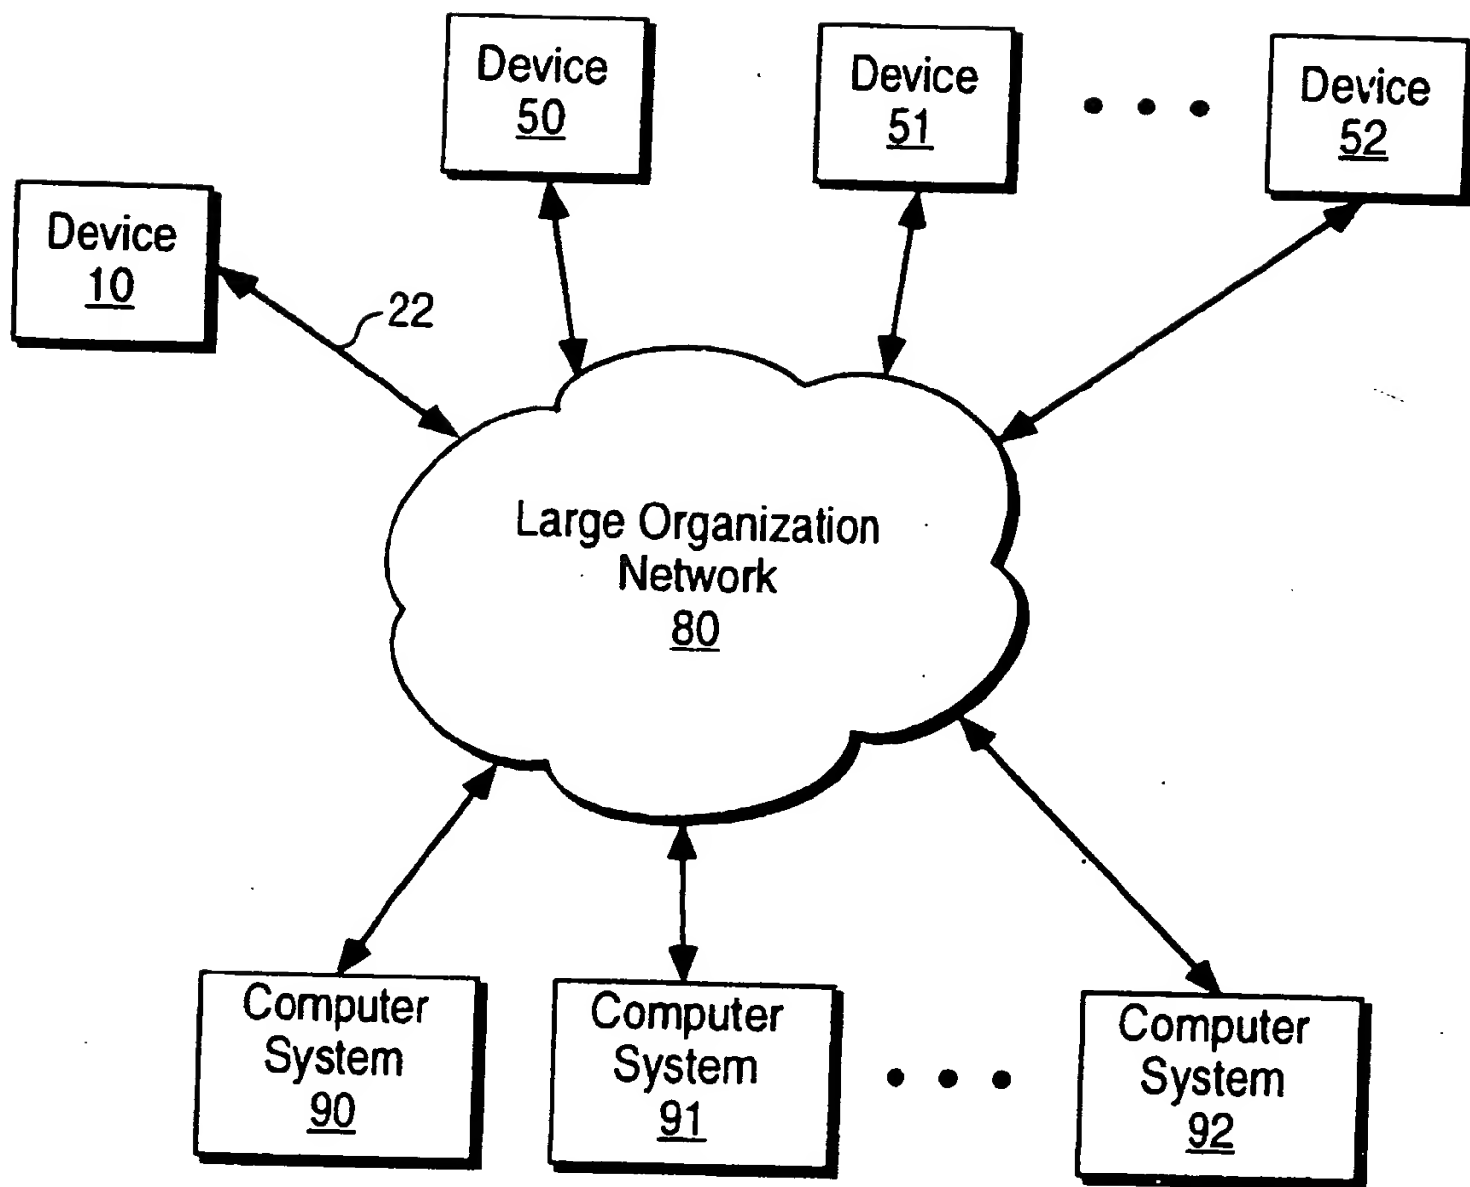 Device
50
Device
51
Device
52
Device
10
22
Large Organization
Network
80
Computer
System
90
Computer
System
91
Computer
System
92